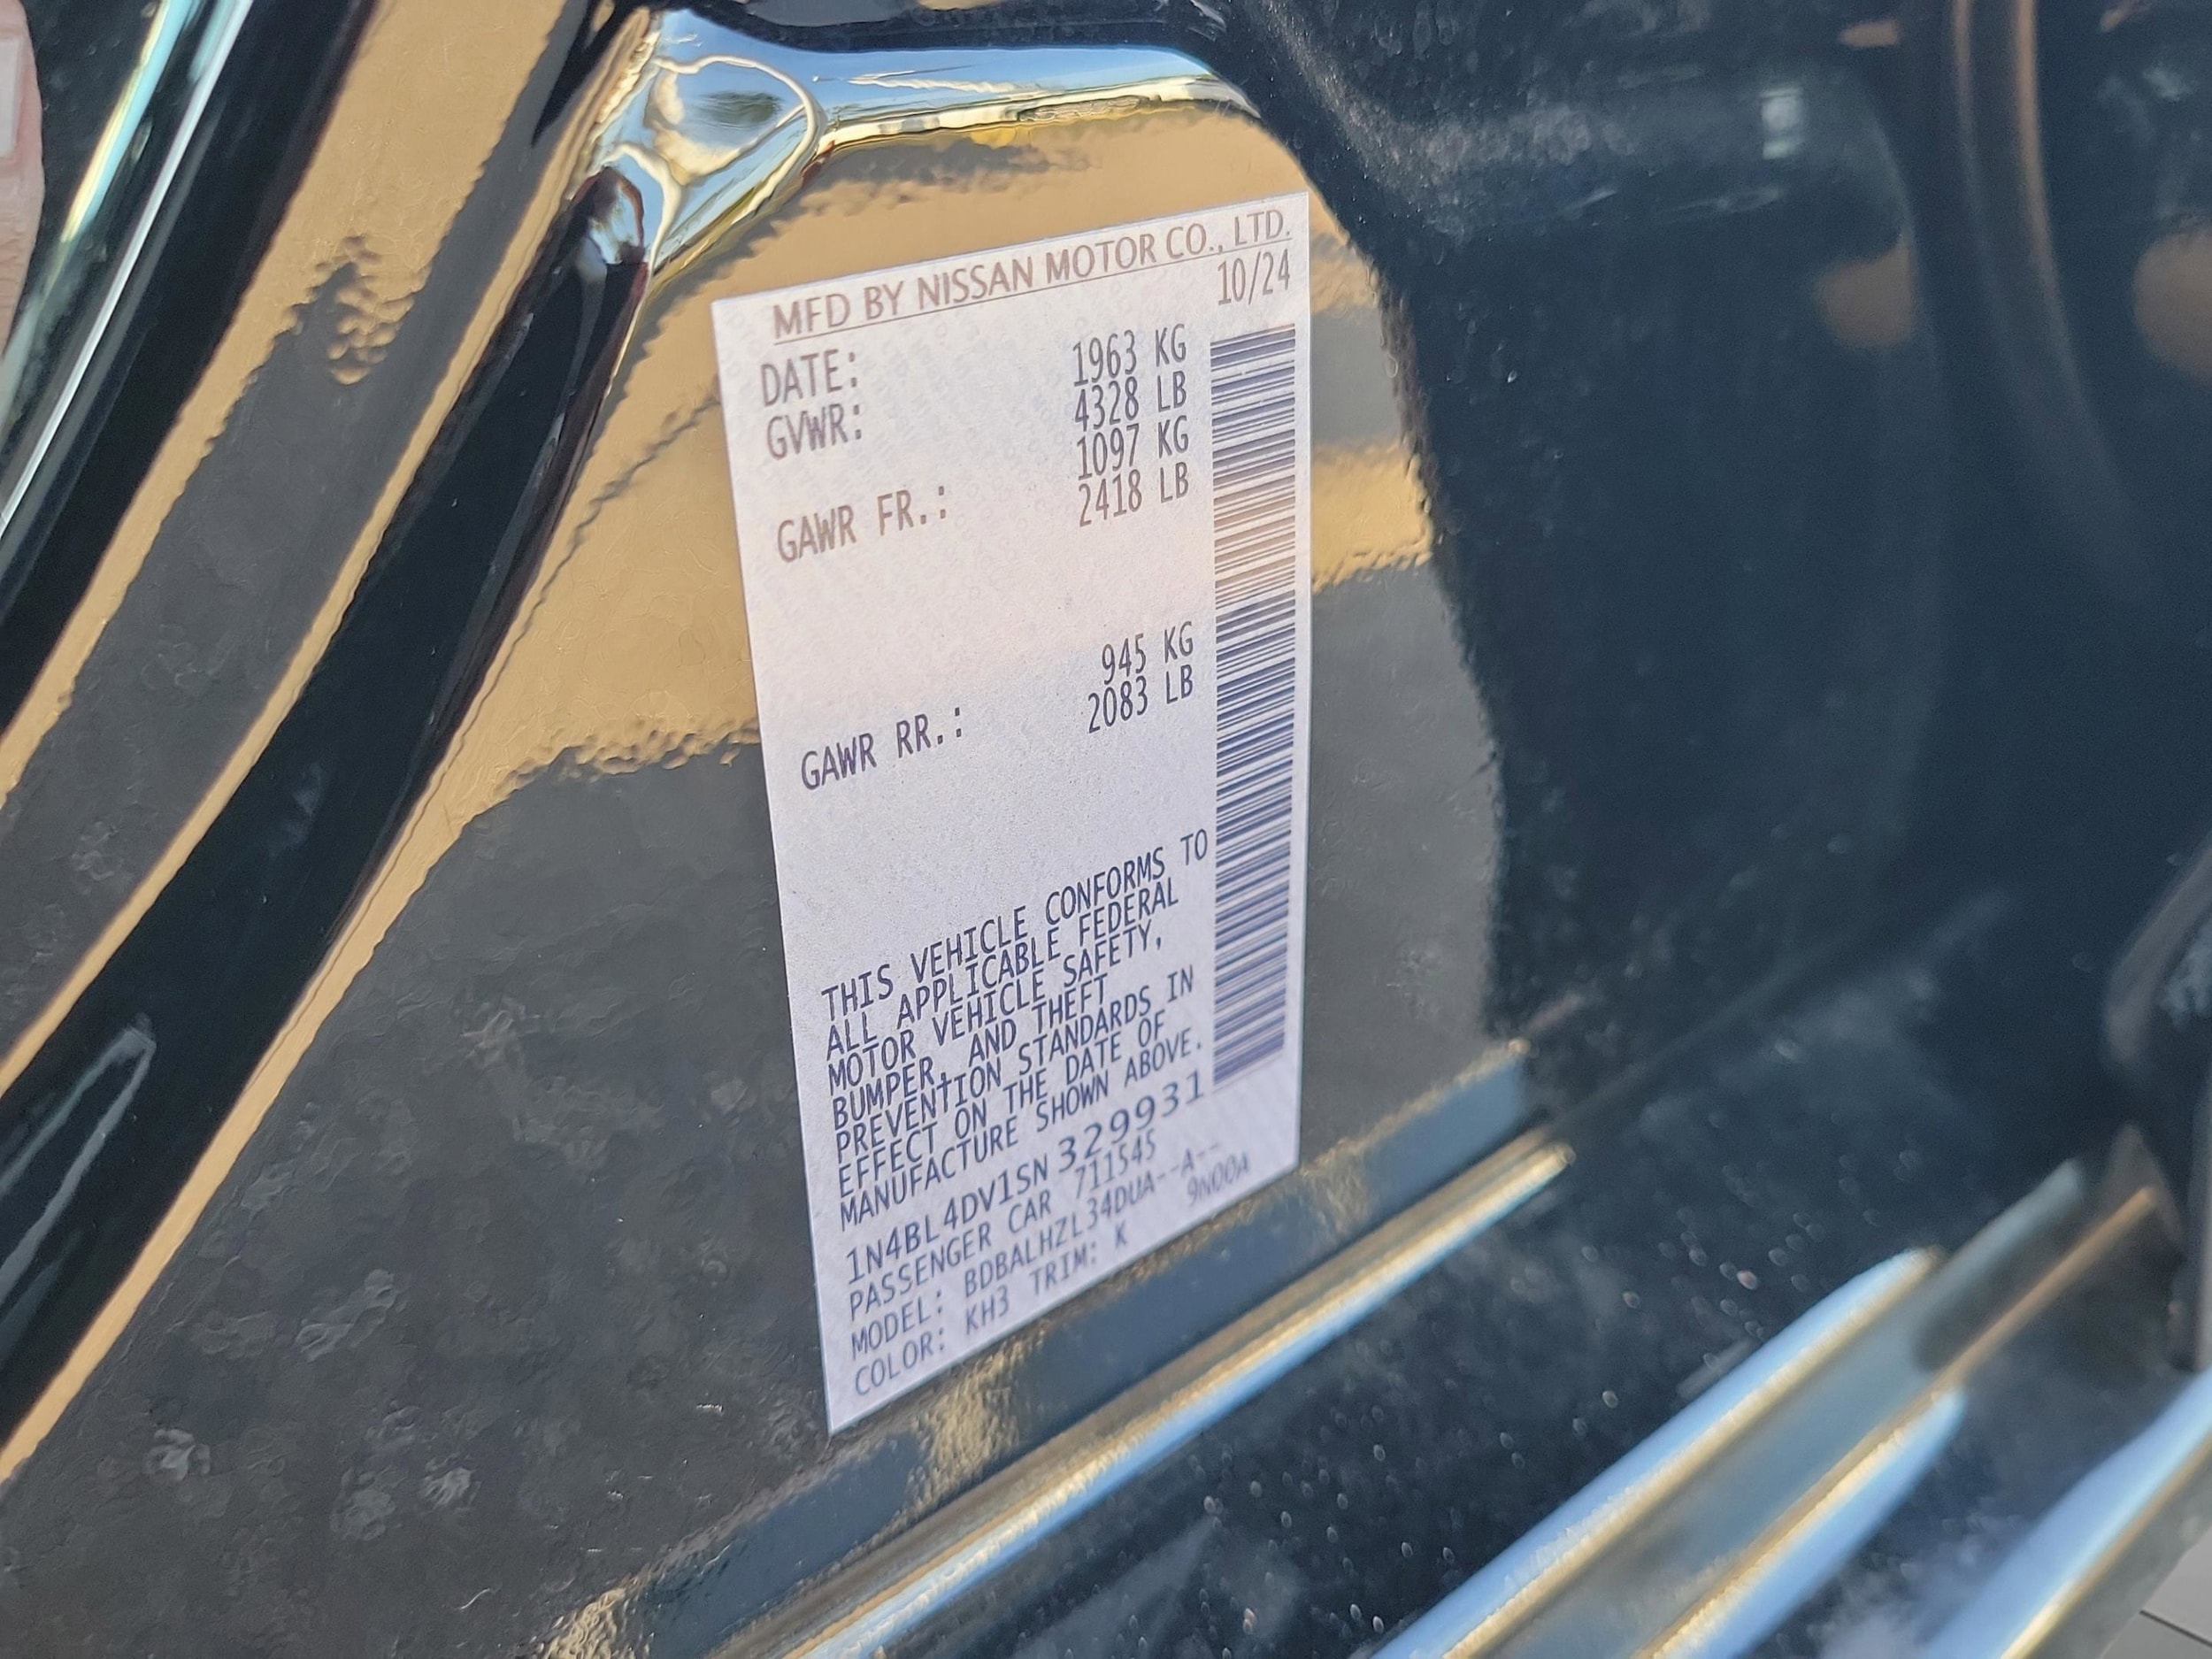 MFD BY NISSAN MOTOR CO., LTD.
DATE: 10/24
GVWR: 1963 KG
4328 LB
GAWR FR.: 1097 KG
2418 LB
GAWR RR.: 945 KG
2083 LB
THIS VEHICLE CONFORMS TO
ALL APPLICABLE FEDERAL
MOTOR VEHICLE SAFETY,
BUMPER, AND THEFT
PREVENTION STANDARDS IN
EFFECT ON THE DATE OF
MANUFACTURE SHOWN ABOVE.
1N4BL4DV1SN 329931
PASSENGER CAR 711545
MODEL: BDBALHZL34DUA--A--
COLOR: KH3 TRIM: K 9N00A